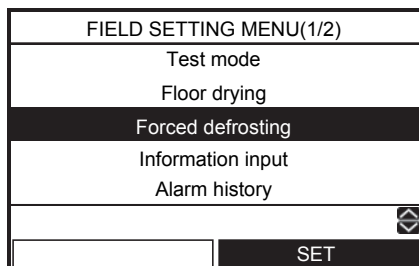 FIELD SETTING MENU(1/2)
Test mode
Floor drying
Forced defrosting
Information input
Alarm history
SET